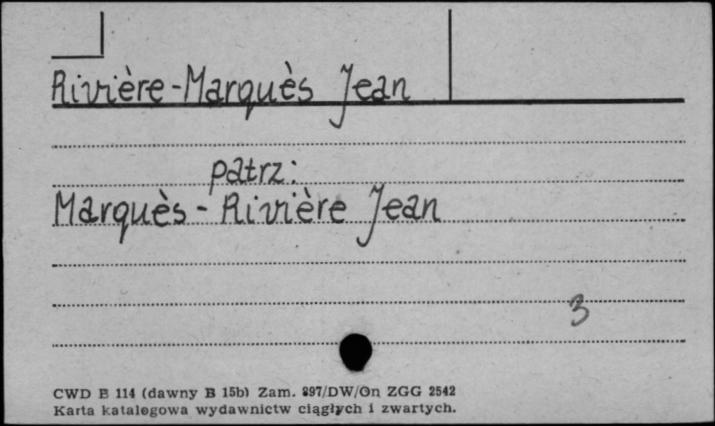 Rivière-Marquès Jean
patrz:
Marquès-Rivière Jean
3
CWD B 114 (dawny B 15b) Zam. 897/DW/On ZGG 2542
Karta katalogowa wydawnictw ciągłych i zwartych.